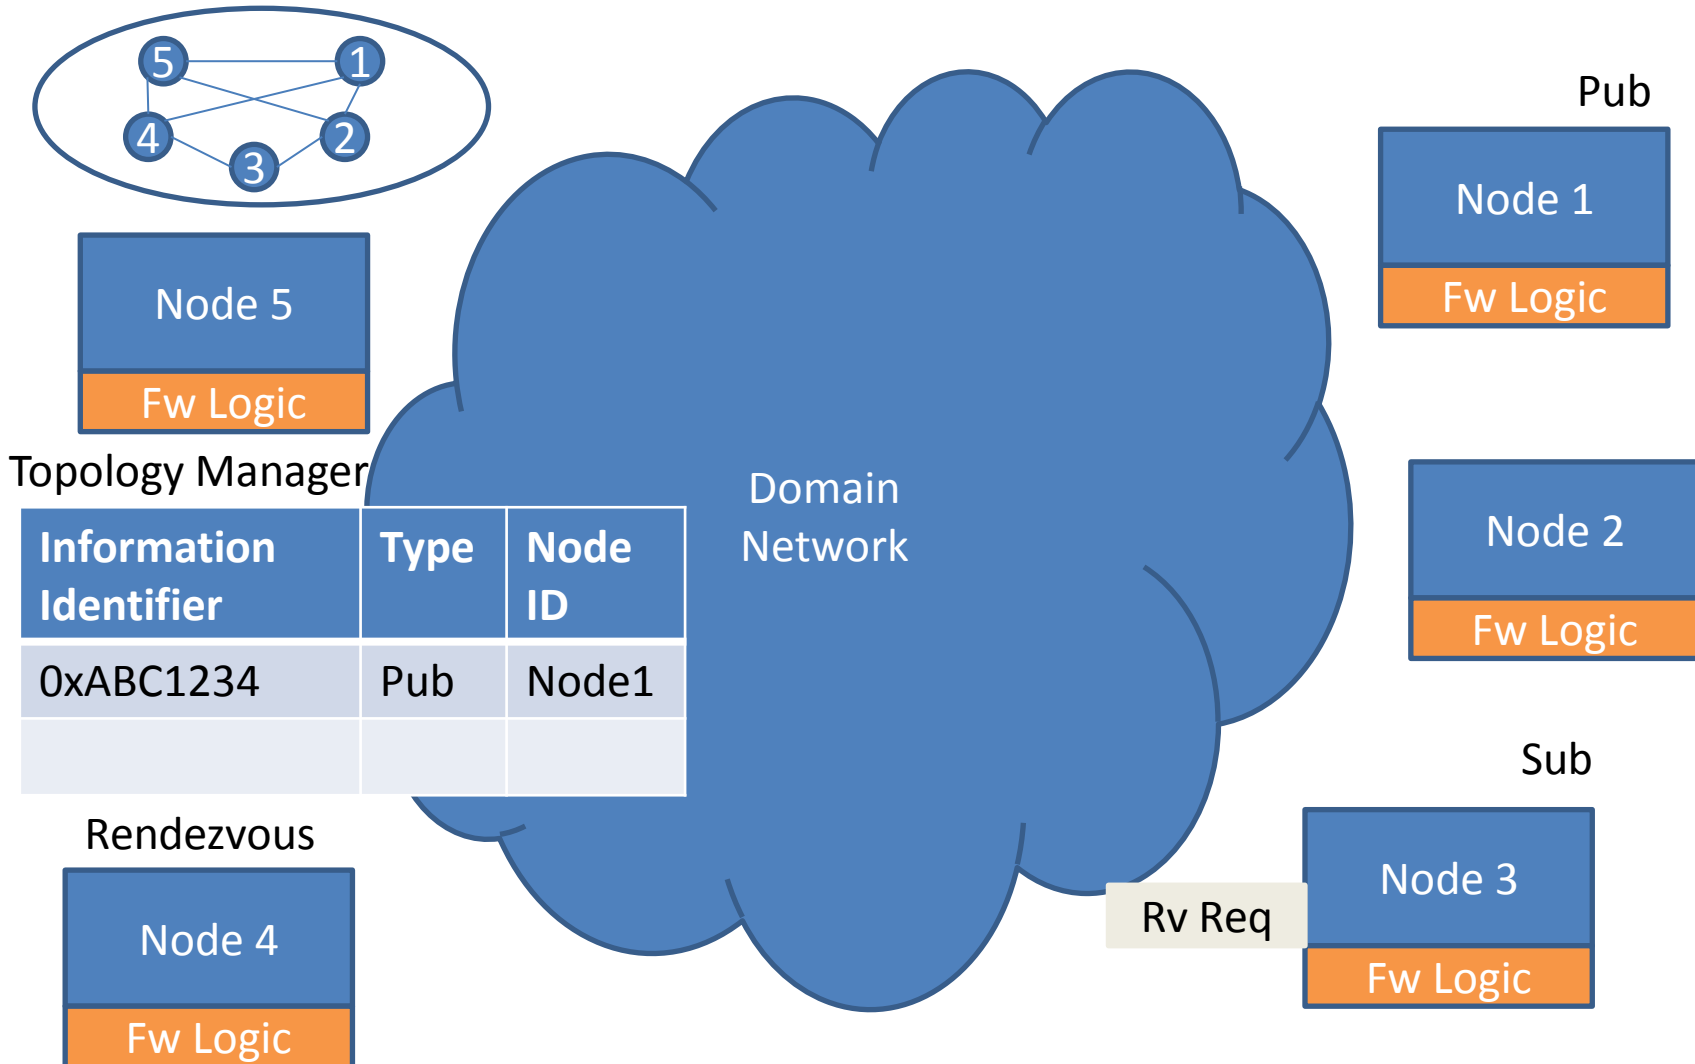 5
1
4
2
3
Pub
Node 1
Fw Logic
Node 5
Fw Logic
Topology Manager
Domain
Network
Node 2
Fw Logic
Information
Identifier
Type
Node
ID
0xABC1234
Pub
Node1
Sub
Rendezvous
Node 3
Rv Req
Fw Logic
Node 4
Fw Logic